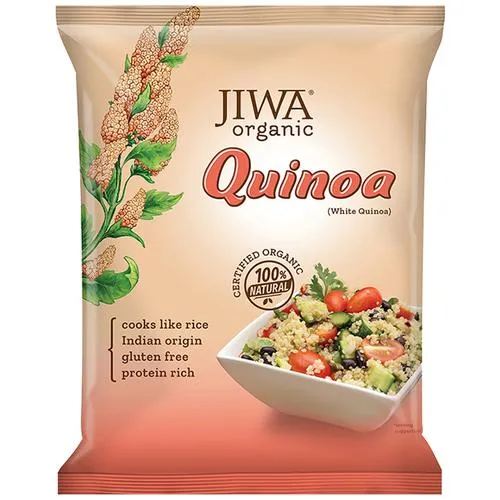 JIWA®
organic
Quinoa
(White Quinoa)
CERTIFIED ORGANIC
100%
NATURAL
cooks like rice
Indian origin
gluten free
protein rich